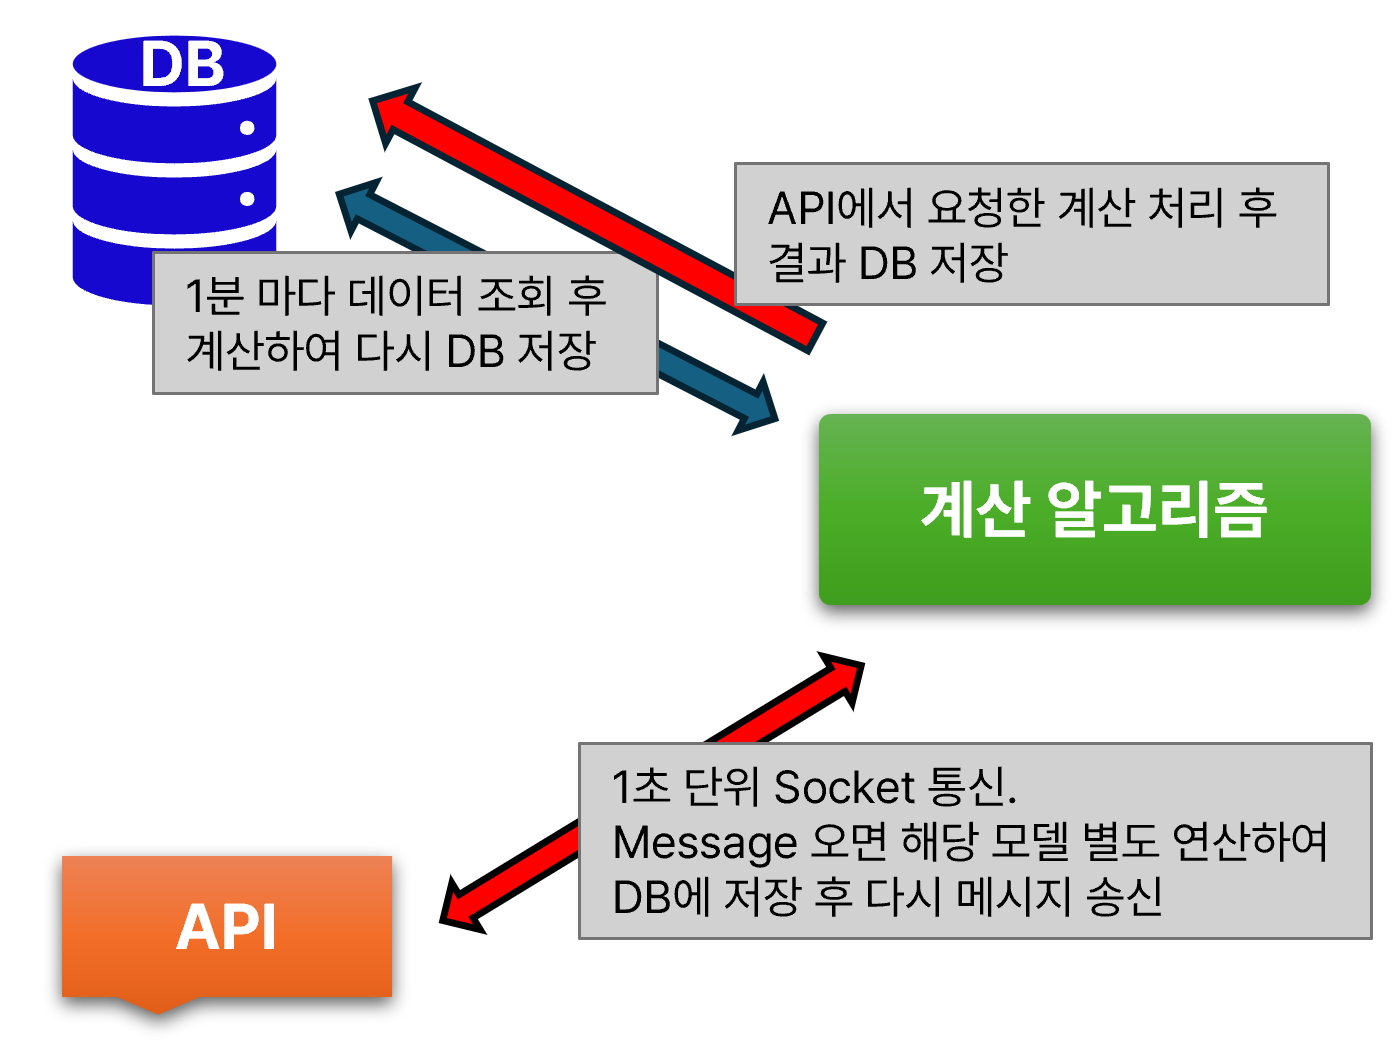 DB
API에서 요청한 계산 처리 후
결과 DB 저장
1분 마다 데이터 조회 후
계산하여 다시 DB 저장
계산 알고리즘
1초 단위 Socket 통신.
Message 오면 해당 모델 별도 연산하여
DB에 저장 후 다시 메시지 송신
API